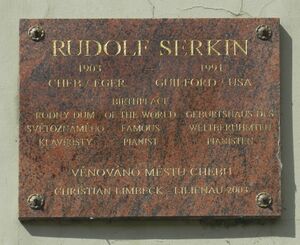 RUDOLF SERKIN
1903 1991
CHEB / EGER GUILFORD / USA
BIRTHPLACE
RODNÝ DŮM OF THE WORLD GEBURTSHAUS DES
SVĚTOZNÁMÉHO FAMOUS WELTBERÜHMTEN
KLAVÍRISTY PIANIST PIANISTEN
VĚNOVÁNO MĚSTU CHEBU
CHRISTIAN LIMBECK - LILIENAU 2003